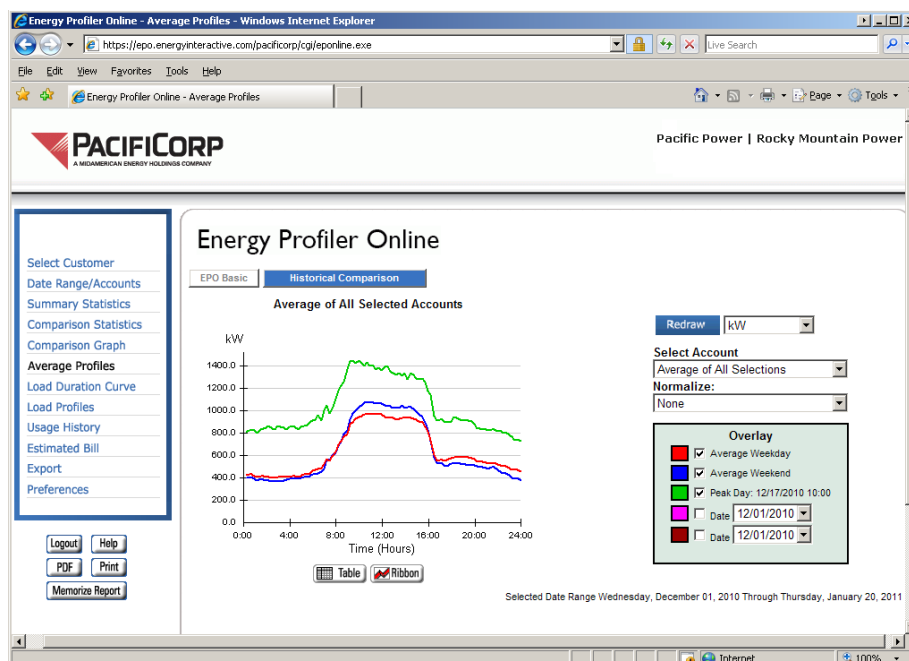 Energy Profiler Online - Average Profiles - Windows Internet Explorer
https://epo.energyinteractive.com/pacificorp/cgi/eponline.exe
Live Search
File Edit View Favorites Tools Help
Energy Profiler Online - Average Profiles
Page Tools
PACIFICORP
A MIDAMERICAN ENERGY HOLDINGS COMPANY
Pacific Power | Rocky Mountain Power
Energy Profiler Online
Select Customer
Date Range/Accounts
Summary Statistics
Comparison Statistics
Comparison Graph
Average Profiles
Load Duration Curve
Load Profiles
Usage History
Estimated Bill
Export
Preferences
Logout Help
PDF Print
Memorize Report
EPO Basic Historical Comparison
Average of All Selected Accounts
kW
1400.0
1200.0
1000.0
800.0
600.0
400.0
200.0
0.0
0:00 4:00 8:00 12:00 16:00 20:00 24:00
Time (Hours)
Table Ribbon
Redraw kW
Select Account
Average of All Selections
Normalize:
None
Overlay
Average Weekday
Average Weekend
Peak Day: 12/17/2010 10:00
Date 12/01/2010
Date 12/01/2010
Selected Date Range Wednesday, December 01, 2010 Through Thursday, January 20, 2011
Internet 100%